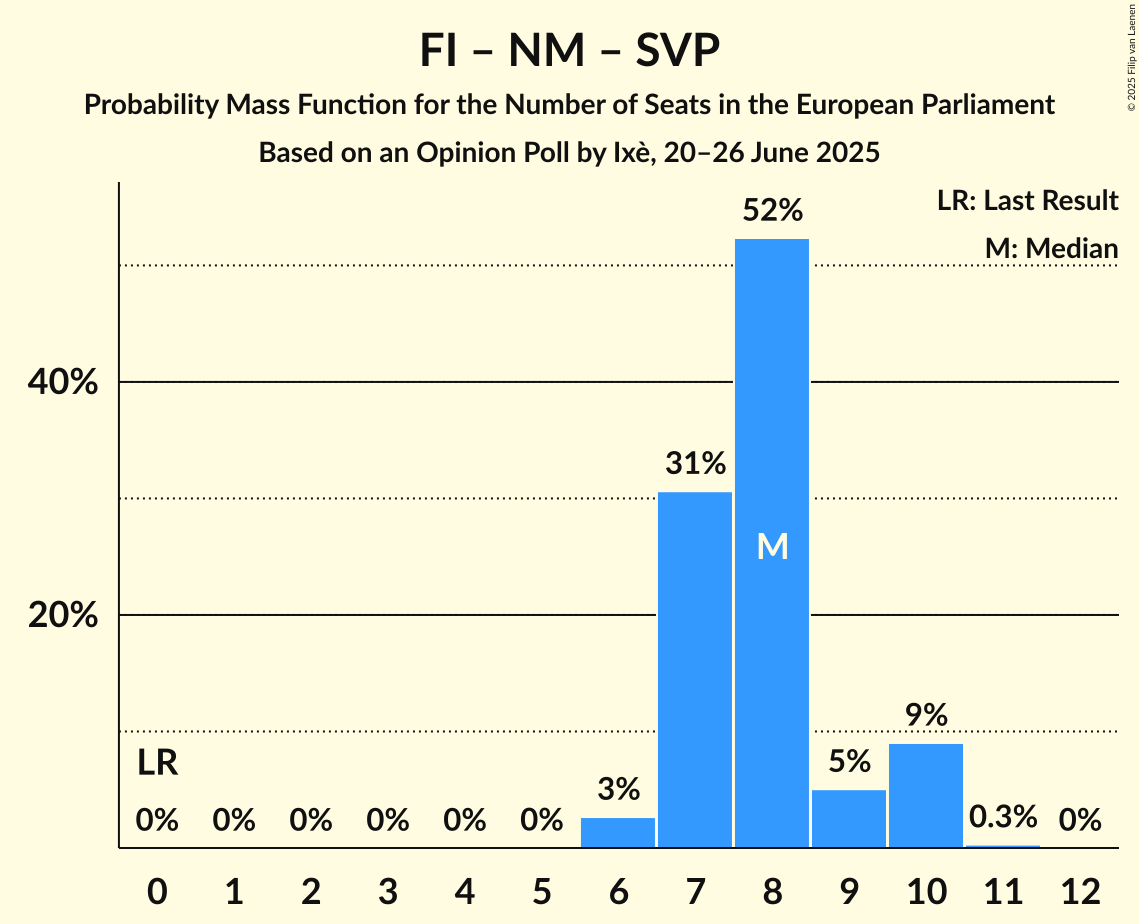 FI – NM – SVP
Probability Mass Function for the Number of Seats in the European Parliament
Based on an Opinion Poll by Ixè, 20–26 June 2025
© 2025 Filip van Laenen
LR: Last Result
M: Median
52%
40%
31%
M
20%
9%
LR
5%
3%
0% 0% 0% 0% 0% 0% 0.3% 0%
0 1 2 3 4 5 6 7 8 9 10 11 12